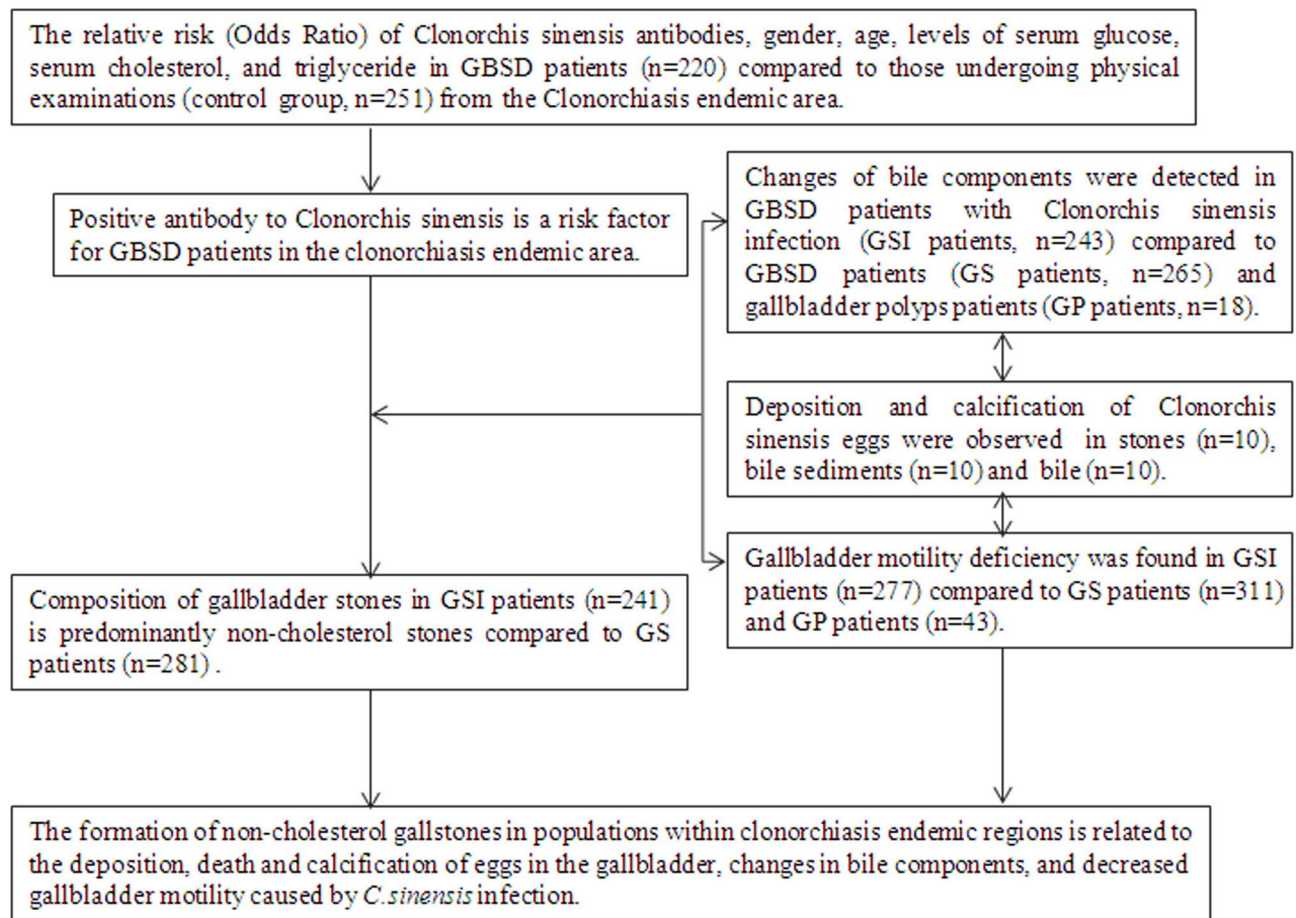 The relative risk (Odds Ratio) of Clonorchis sinensis antibodies, gender, age, levels of serum glucose,
serum cholesterol, and triglyceride in GBSD patients (n=220) compared to those undergoing physical
examinations (control group, n=251) from the Clonorchiasis endemic area.
Positive antibody to Clonorchis sinensis is a risk factor
for GBSD patients in the clonorchiasis endemic area.
Changes of bile components were detected in
GBSD patients with Clonorchis sinensis
infection (GSI patients, n=243) compared to
GBSD patients (GS patients, n=265) and
gallbladder polyps patients (GP patients, n=18).
Deposition and calcification of Clonorchis
sinensis eggs were observed in stones (n=10),
bile sediments (n=10) and bile (n=10).
Gallbladder motility deficiency was found in GSI
patients (n=277) compared to GS patients (n=311)
and GP patients (n=43).
Composition of gallbladder stones in GSI patients (n=241)
is predominantly non-cholesterol stones compared to GS
patients (n=281) .
The formation of non-cholesterol gallstones in populations within clonorchiasis endemic regions is related to
the deposition, death and calcification of eggs in the gallbladder, changes in bile components, and decreased
gallbladder motility caused by C.sinensis infection.